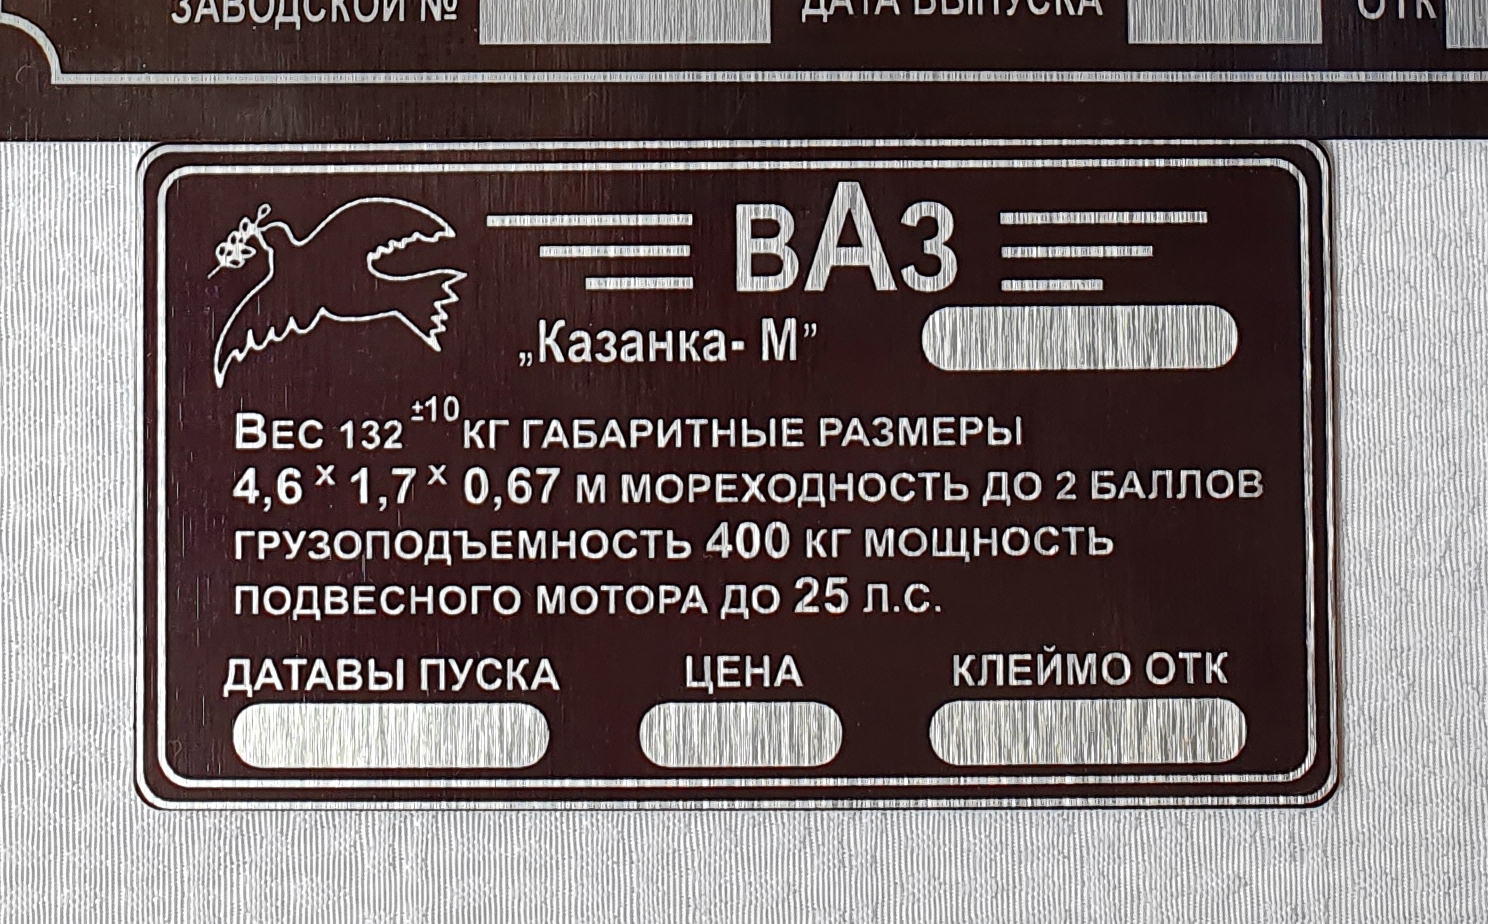 ЗАВОДСКОЙ № ДАТА ВЫПУСКА ОТК
ВАЗ
„Казанка- М”
ВЕС 132 ±10 КГ ГАБАРИТНЫЕ РАЗМЕРЫ
4,6 х 1,7 х 0,67 М МОРЕХОДНОСТЬ ДО 2 БАЛЛОВ
ГРУЗОПОДЪЕМНОСТЬ 400 КГ МОЩНОСТЬ
ПОДВЕСНОГО МОТОРА ДО 25 Л.С.
ДАТАВЫ ПУСКА ЦЕНА КЛЕЙМО ОТК